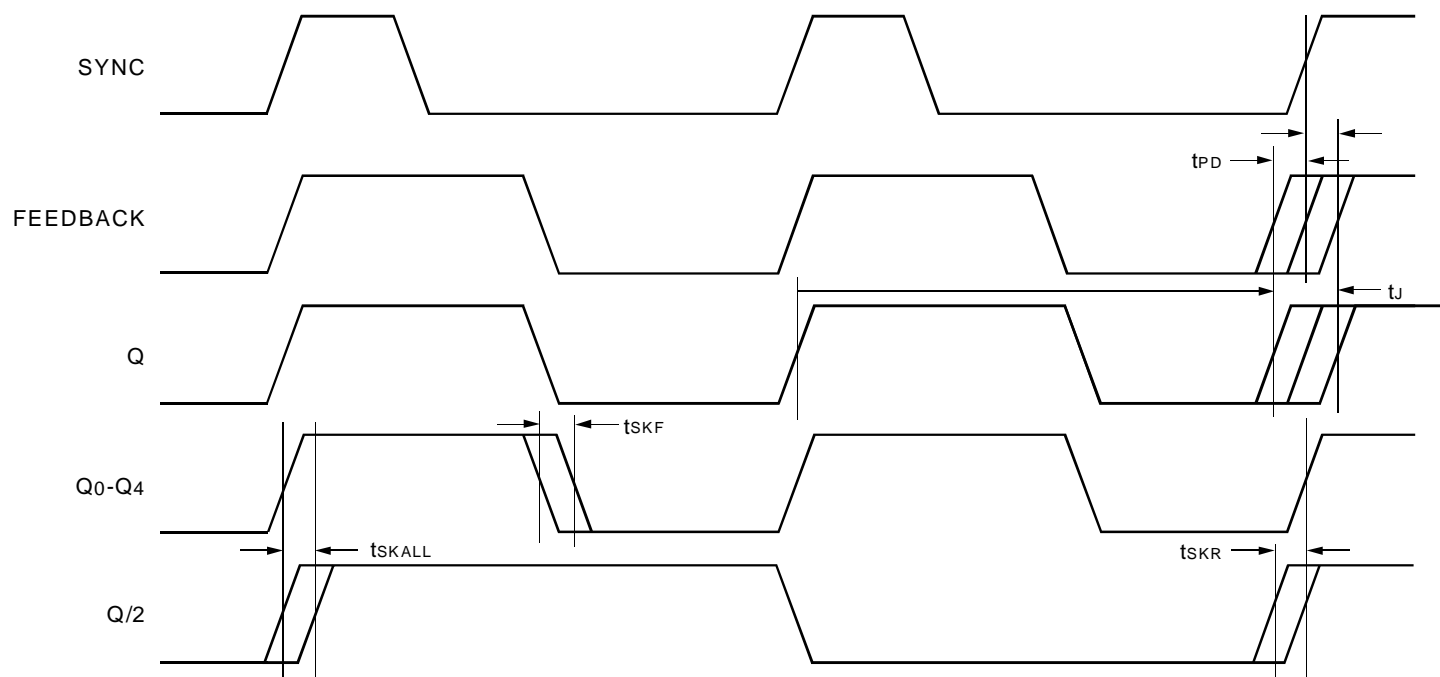 SYNC
tPD
FEEDBACK
tJ
Q
tSKF
Q0-Q4
tSKALL
tSKR
Q/2